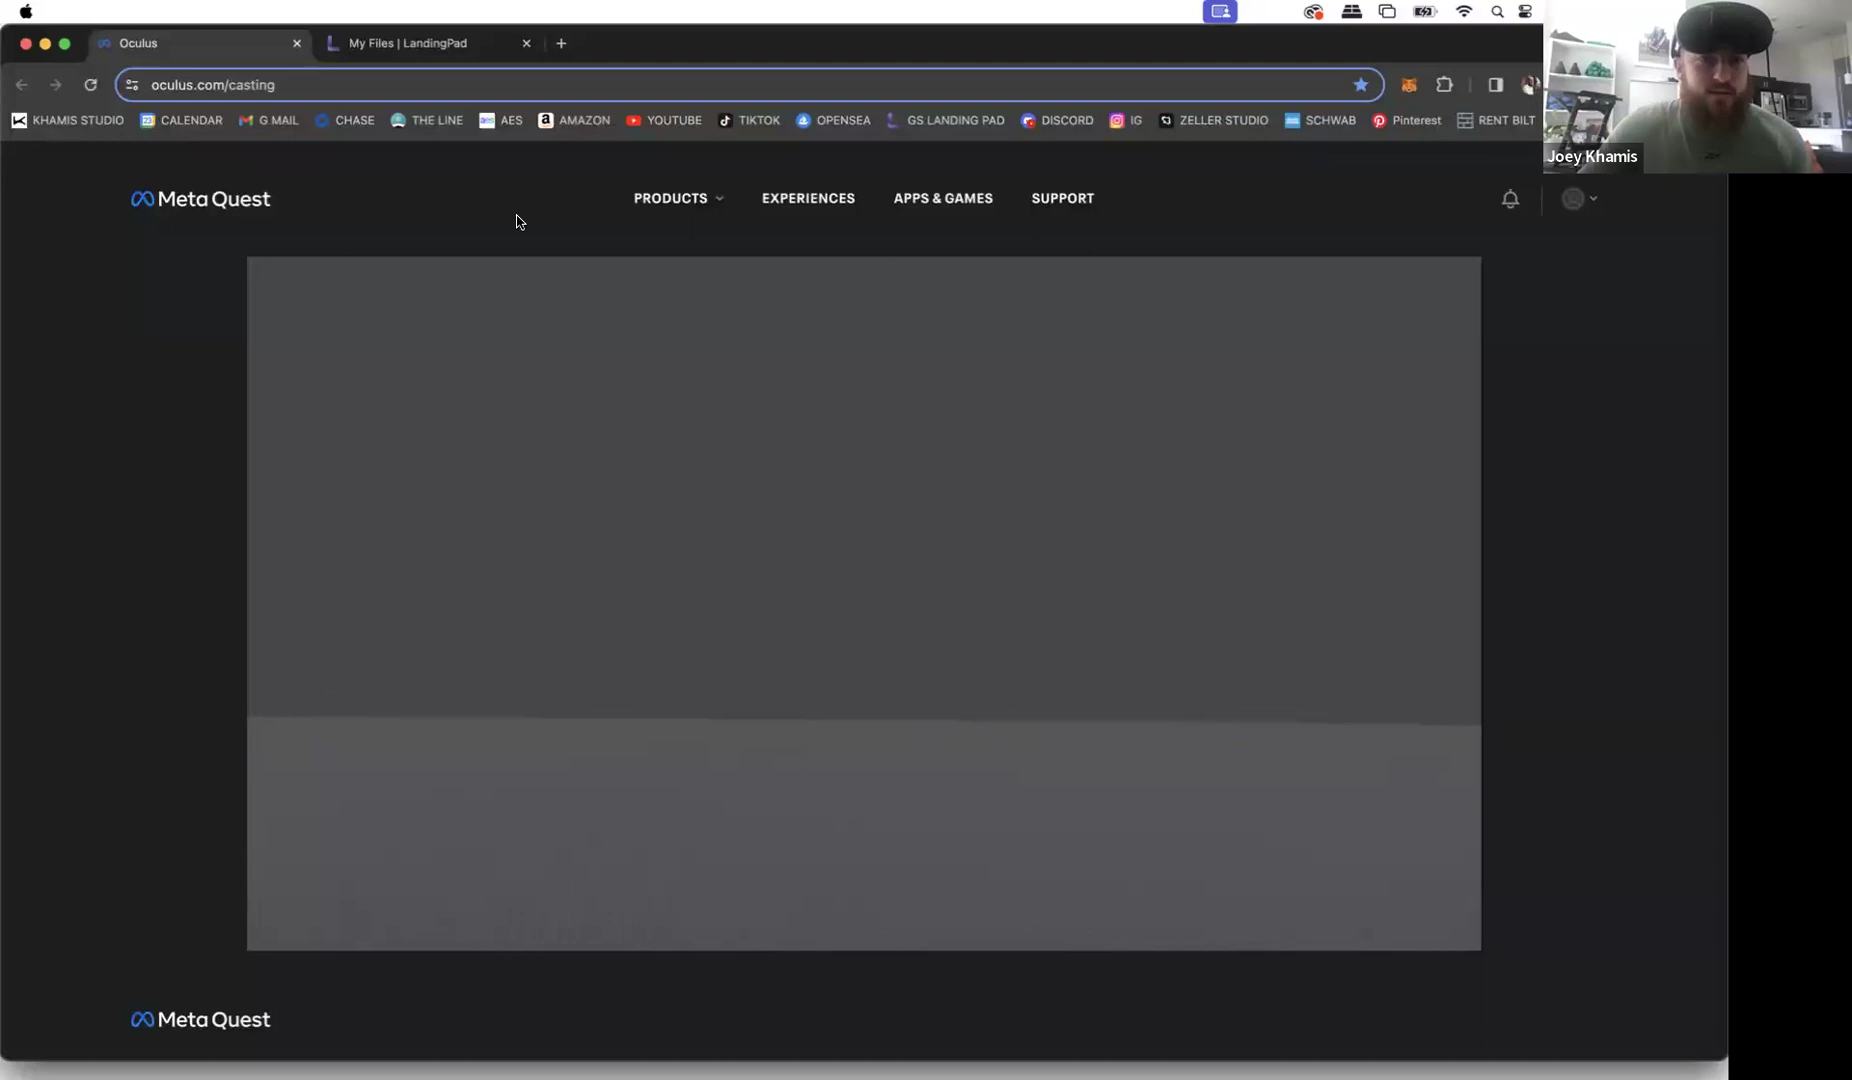 Oculus
My Files | LandingPad
oculus.com/casting
KHAMIS STUDIO CALENDAR G MAIL CHASE THE LINE AES AMAZON YOUTUBE TIKTOK OPENSEA GS LANDING PAD DISCORD IG ZELLER STUDIO SCHWAB Pinterest RENT BILT
Joey Khamis
Meta Quest
PRODUCTS EXPERIENCES APPS & GAMES SUPPORT
Meta Quest